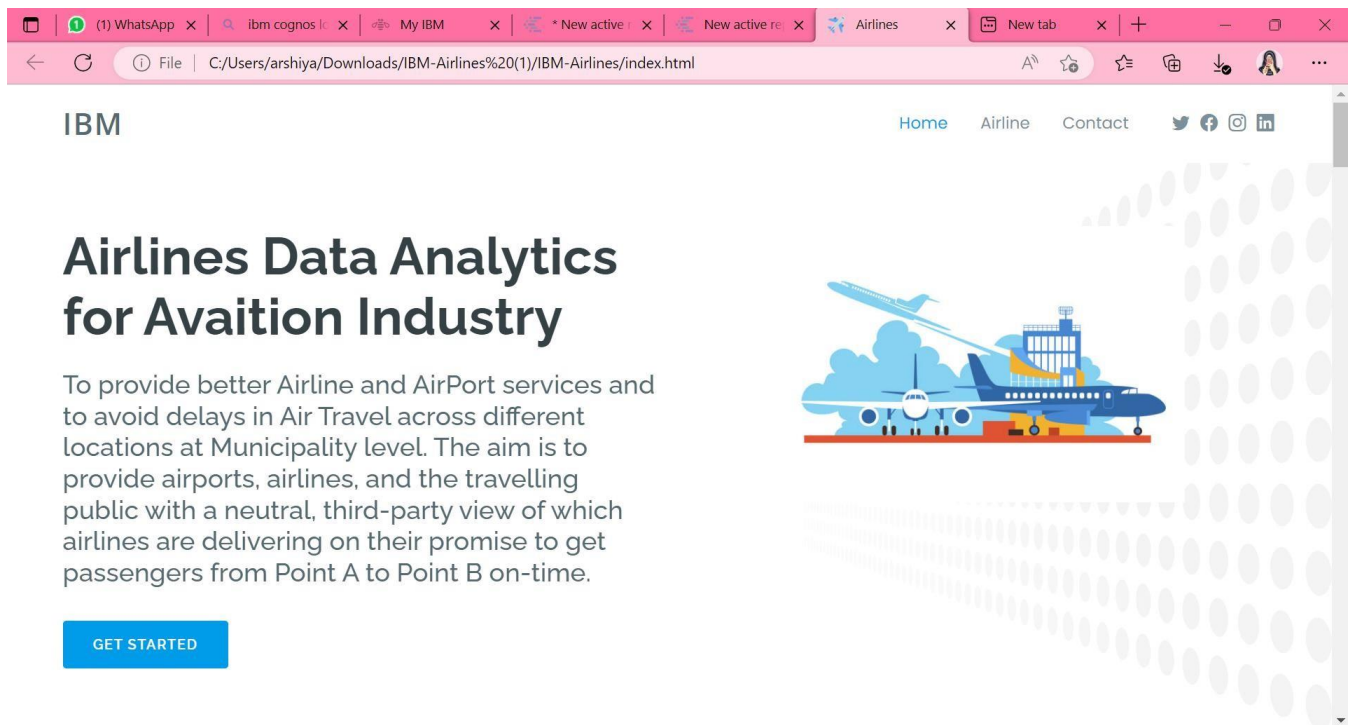 (1) WhatsApp
ibm cognos lo
My IBM
* New active r
New active re
Airlines
New tab
File
C:/Users/arshiya/Downloads/IBM-Airlines%20(1)/IBM-Airlines/index.html
IBM
Home
Airline
Contact
Airlines Data Analytics
for Avaition Industry
To provide better Airline and AirPort services and
to avoid delays in Air Travel across different
locations at Municipality level. The aim is to
provide airports, airlines, and the travelling
public with a neutral, third-party view of which
airlines are delivering on their promise to get
passengers from Point A to Point B on-time.
GET STARTED